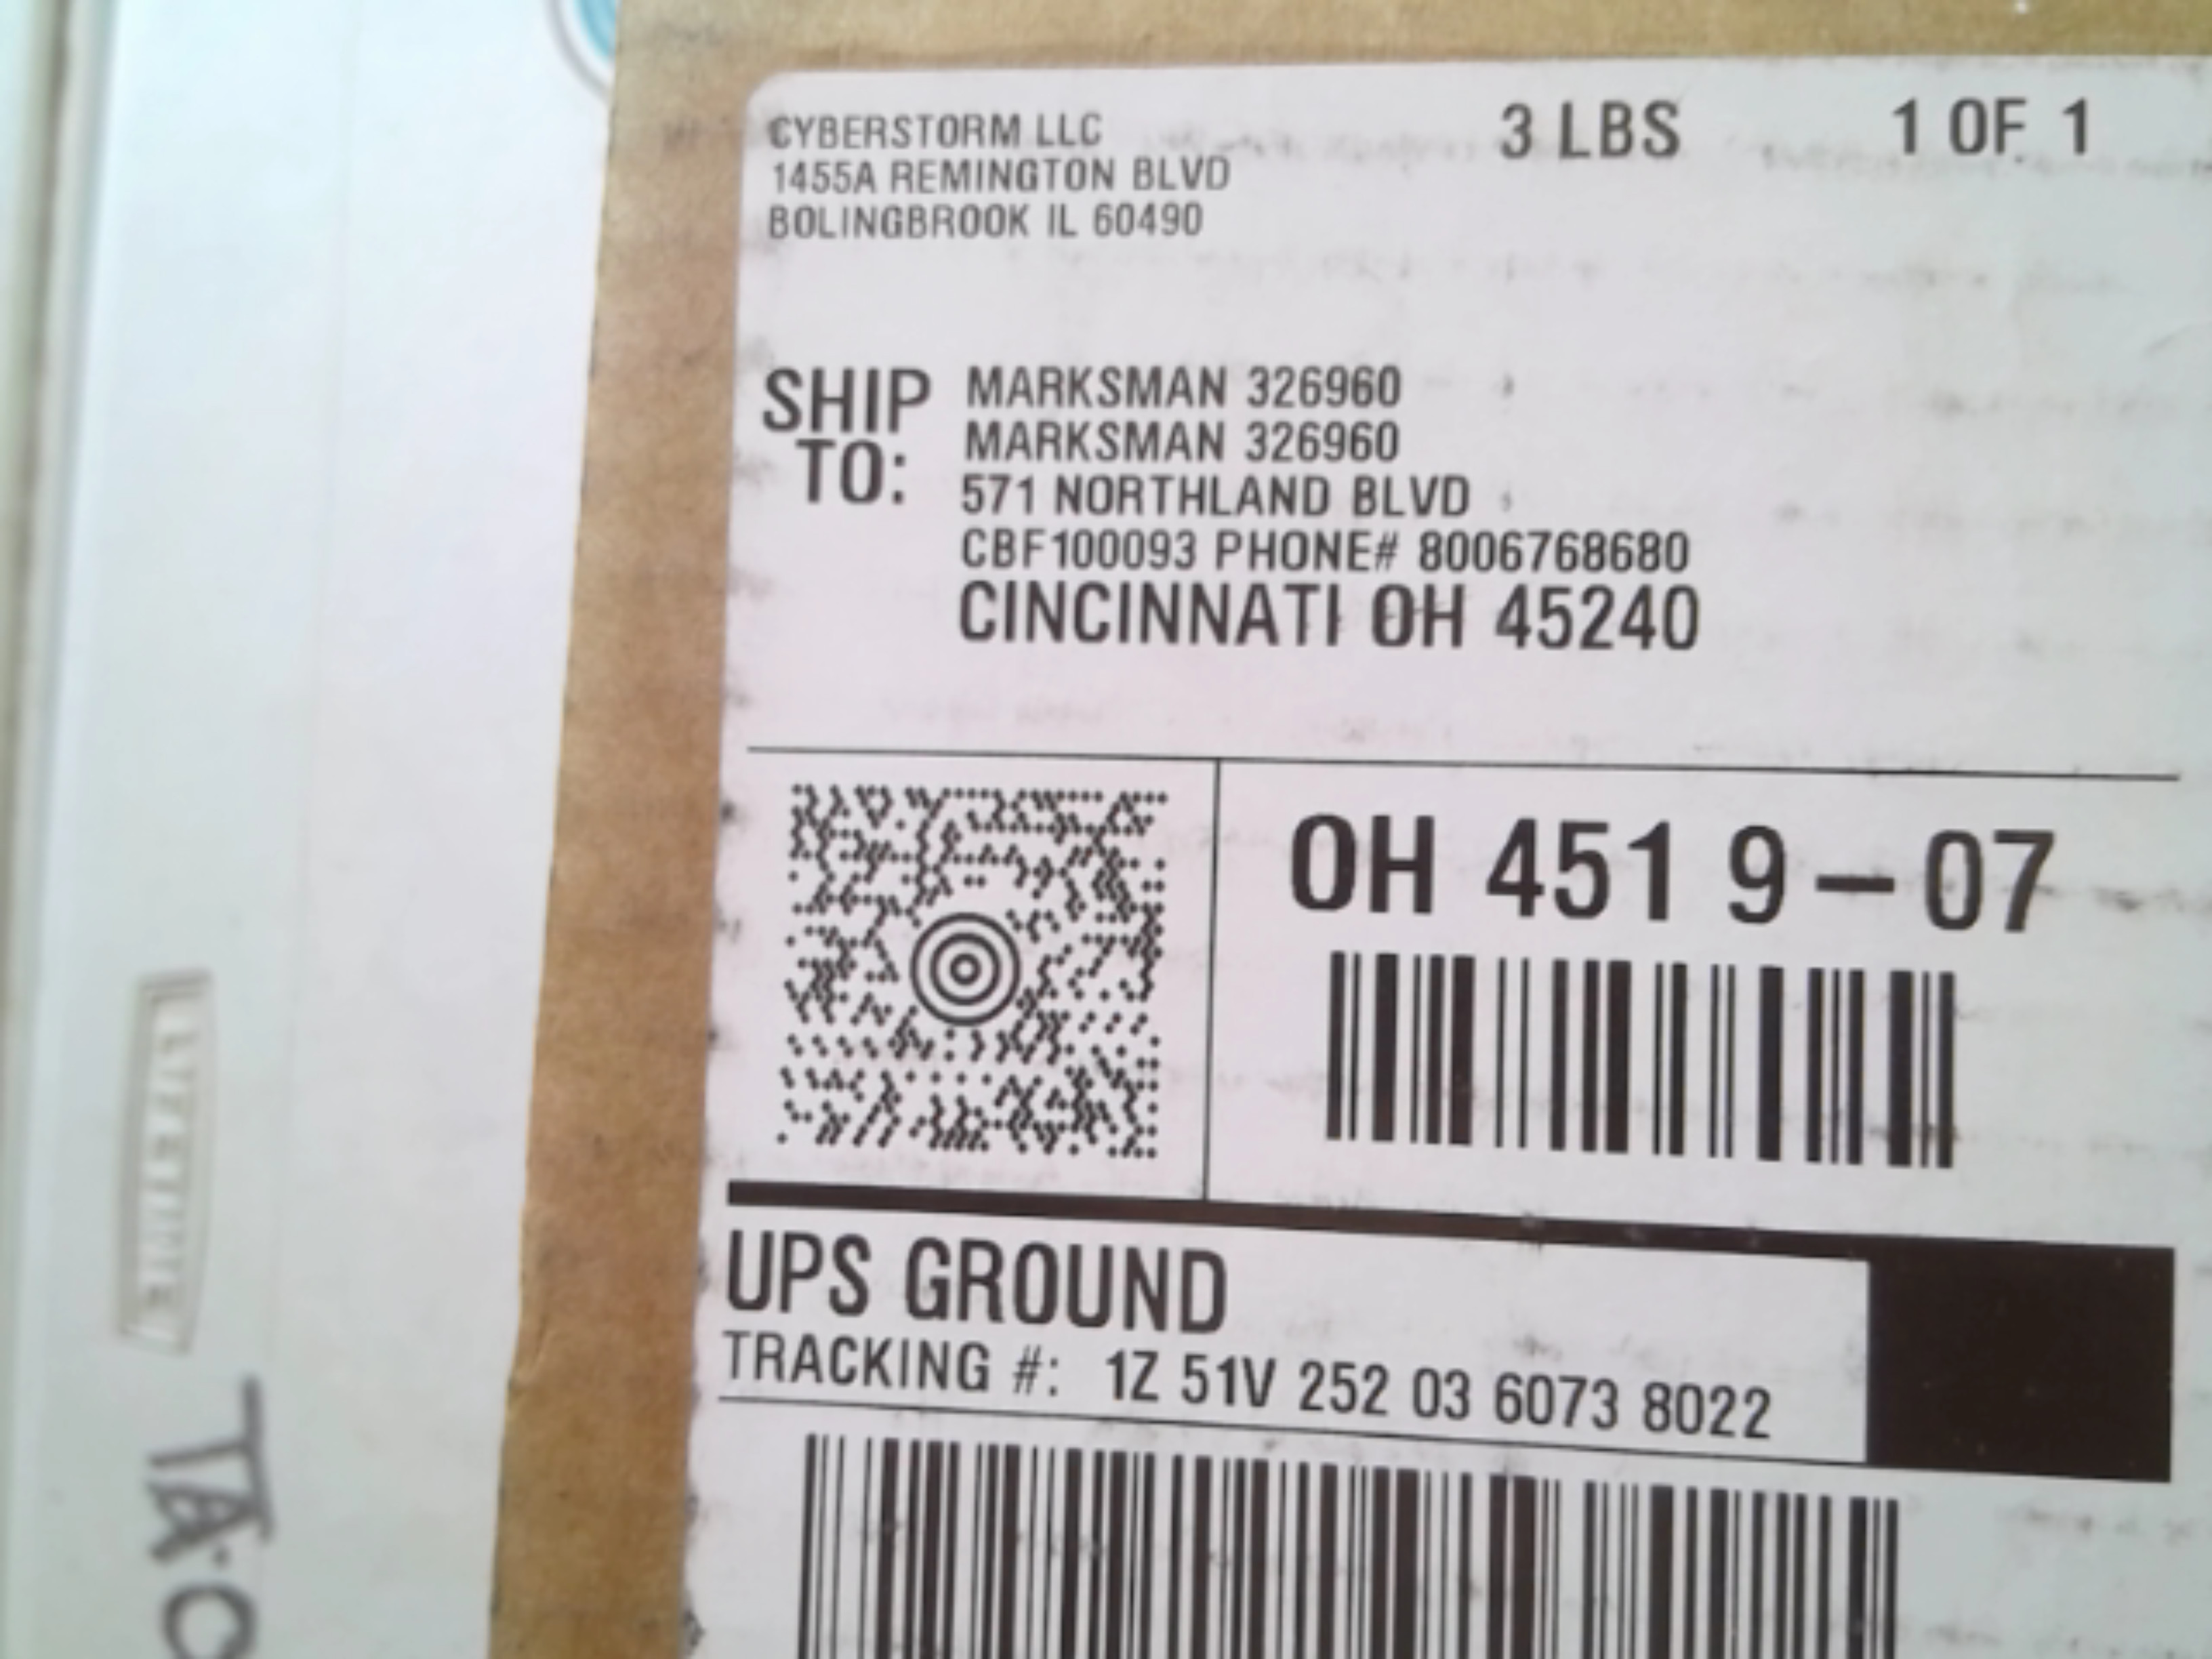 CYBERSTORM LLC
1455A REMINGTON BLVD
BOLINGBROOK IL 60490
3 LBS
1 OF 1
SHIP TO:
MARKSMAN 326960
MARKSMAN 326960
571 NORTHLAND BLVD
CBF100093 PHONE# 8006768680
CINCINNATI OH 45240
OH 451 9-07
UPS GROUND
TRACKING #: 1Z 51V 252 03 6073 8022
LIFESTYLE